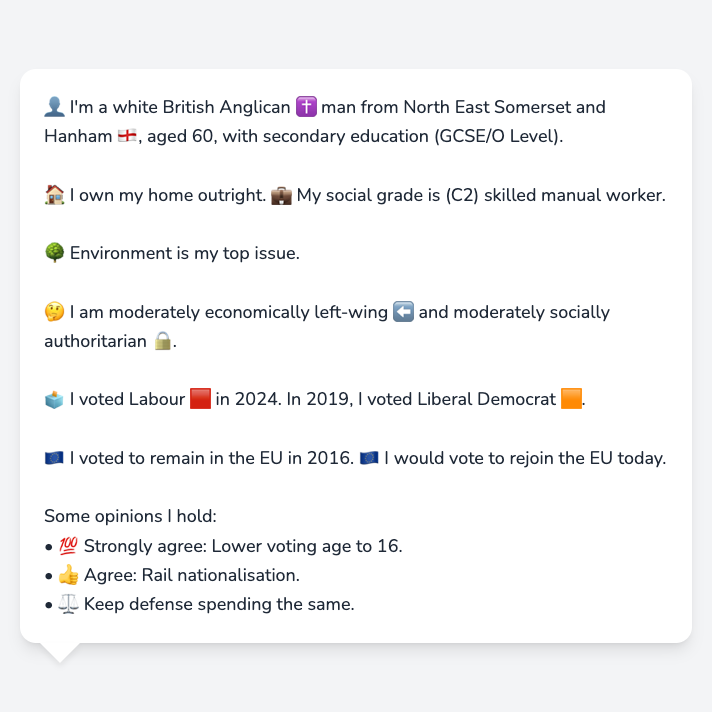 👤 I'm a white British Anglican ✝️ man from North East Somerset and
Hanham 🏴󠁧󠁢󠁥󠁮󠁧󠁿, aged 60, with secondary education (GCSE/O Level).
🏠 I own my home outright. 💼 My social grade is (C2) skilled manual worker.
🌳 Environment is my top issue.
🤔 I am moderately economically left-wing ⬅️ and moderately socially
authoritarian 🔒.
🗳️ I voted Labour 🟥 in 2024. In 2019, I voted Liberal Democrat 🟧.
🇪🇺 I voted to remain in the EU in 2016. 🇪🇺 I would vote to rejoin the EU today.
Some opinions I hold:
• 💯 Strongly agree: Lower voting age to 16.
• 👍 Agree: Rail nationalisation.
• ⚖️ Keep defense spending the same.